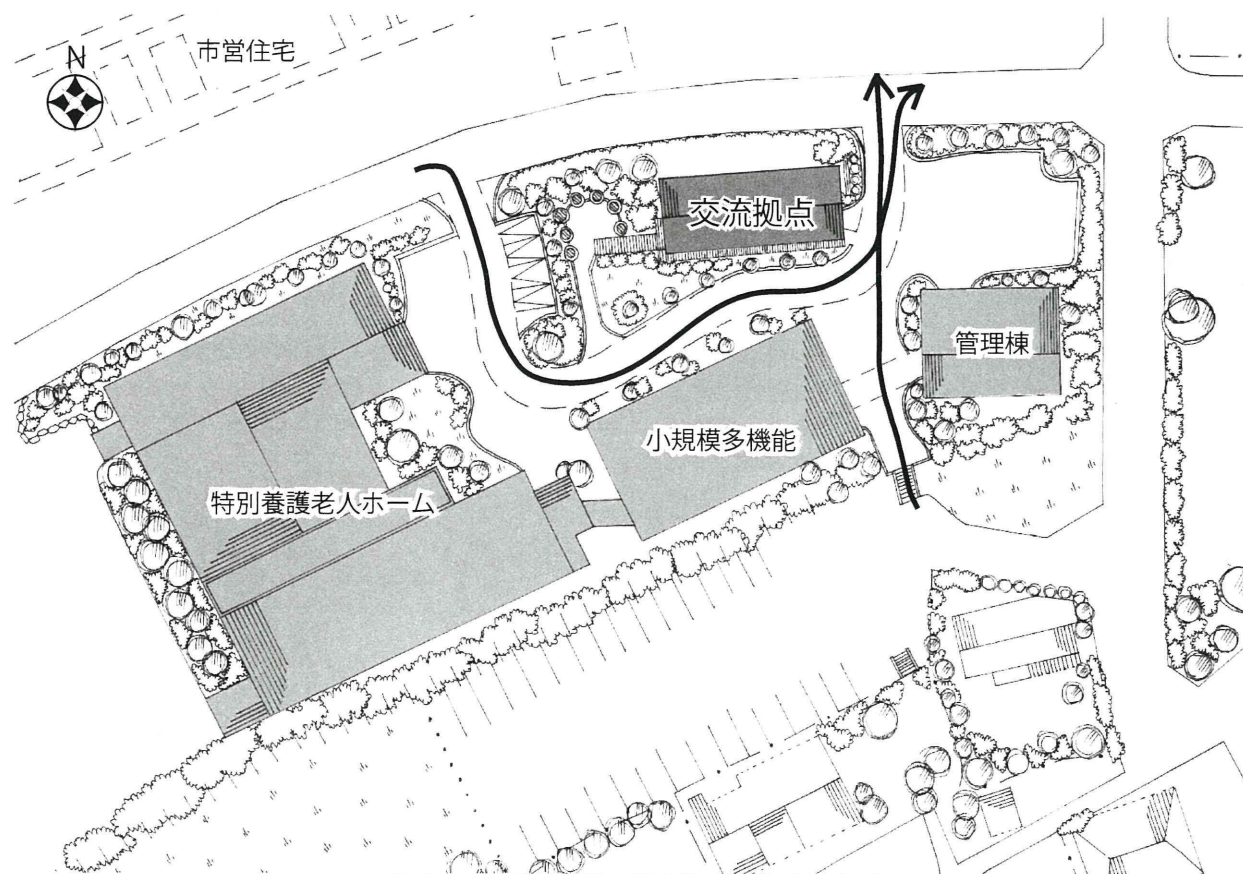 市営住宅
N
交流拠点
管理棟
小規模多機能
特別養護老人ホーム